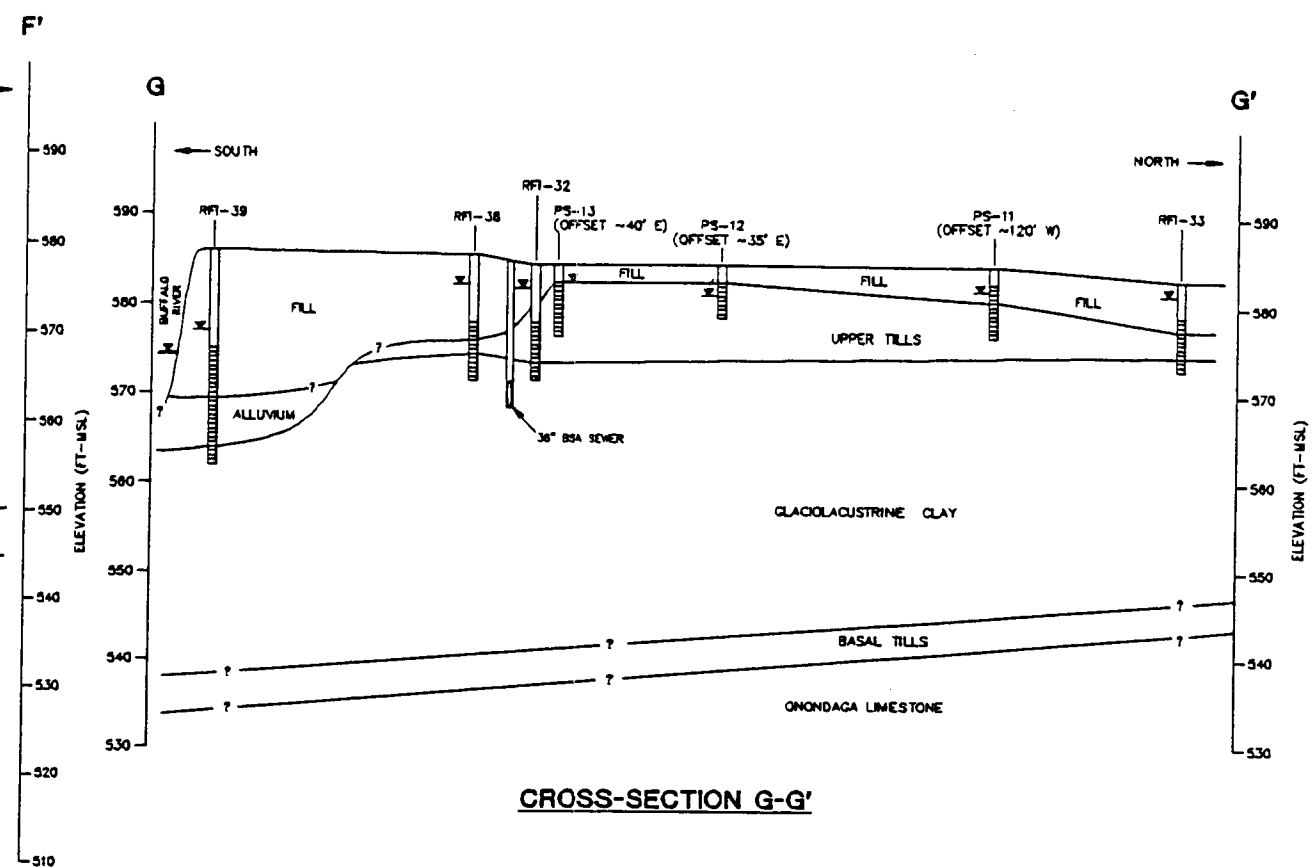 F'
G
G'
SOUTH
NORTH
590
580
570
560
550
540
530
520
510
ELEVATION (FT-MSL)
590
580
570
560
550
540
530
RFI-39
RFI-38
RFI-32
PS-13
(OFFSET ~40' E)
PS-12
(OFFSET ~35' E)
PS-11
(OFFSET ~120' W)
RFI-33
BUFFALO
RIVER
FILL
FILL
FILL
FILL
UPPER TILLS
?
?
?
ALLUVIUM
36" BSA SEWER
GLACIOLACUSTRINE CLAY
?
?
?
BASAL TILLS
?
?
?
ONONDAGA LIMESTONE
590
580
570
560
550
540
530
ELEVATION (FT-MSL)
CROSS-SECTION G-G'